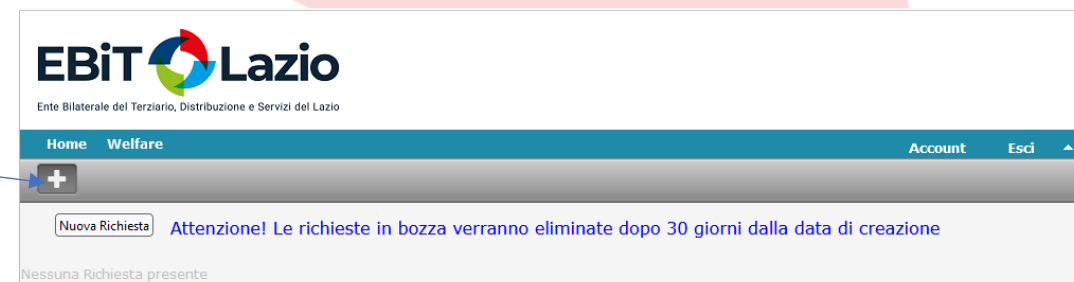 EBiT Lazio
Ente Bilaterale del Terziario, Distribuzione e Servizi del Lazio
Home Welfare Account Esci
Nuova Richiesta Attenzione! Le richieste in bozza verranno eliminate dopo 30 giorni dalla data di creazione
Nessuna Richiesta presente